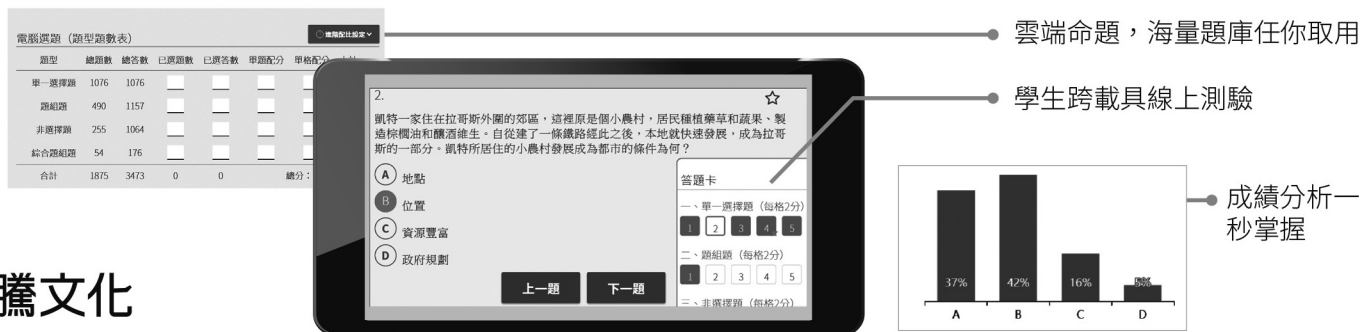 電腦選題（題型題數表）
進階配比設定
題型 總題數 總答數 已選題數 已選答數 單題配分 單格配分
單一選擇題 1076 1076
題組題 490 1157
非選擇題 255 1064
綜合題組題 54 176
合計 1875 3473 0 0 總分：
2.
凱特一家住在拉哥斯外圍的郊區，這裡原是個小農村，居民種植藥草和蔬果、製
造棕櫚油和釀酒維生。自從建了一條鐵路經此之後，本地就快速發展，成為拉哥
斯的一部分。凱特所居住的小農村發展成為都市的條件為何？
A 地點
B 位置
C 資源豐富
D 政府規劃
上一題 下一題
答題卡
一、單一選擇題（每格2分）
1 2 3 4 5
二、題組題（每格2分）
1 2 3 4 5
三、非選擇題（每格2分）
雲端命題，海量題庫任你取用
學生跨載具線上測驗
成績分析一
秒掌握
37% 42% 16% 5%
A B C D
騰文化